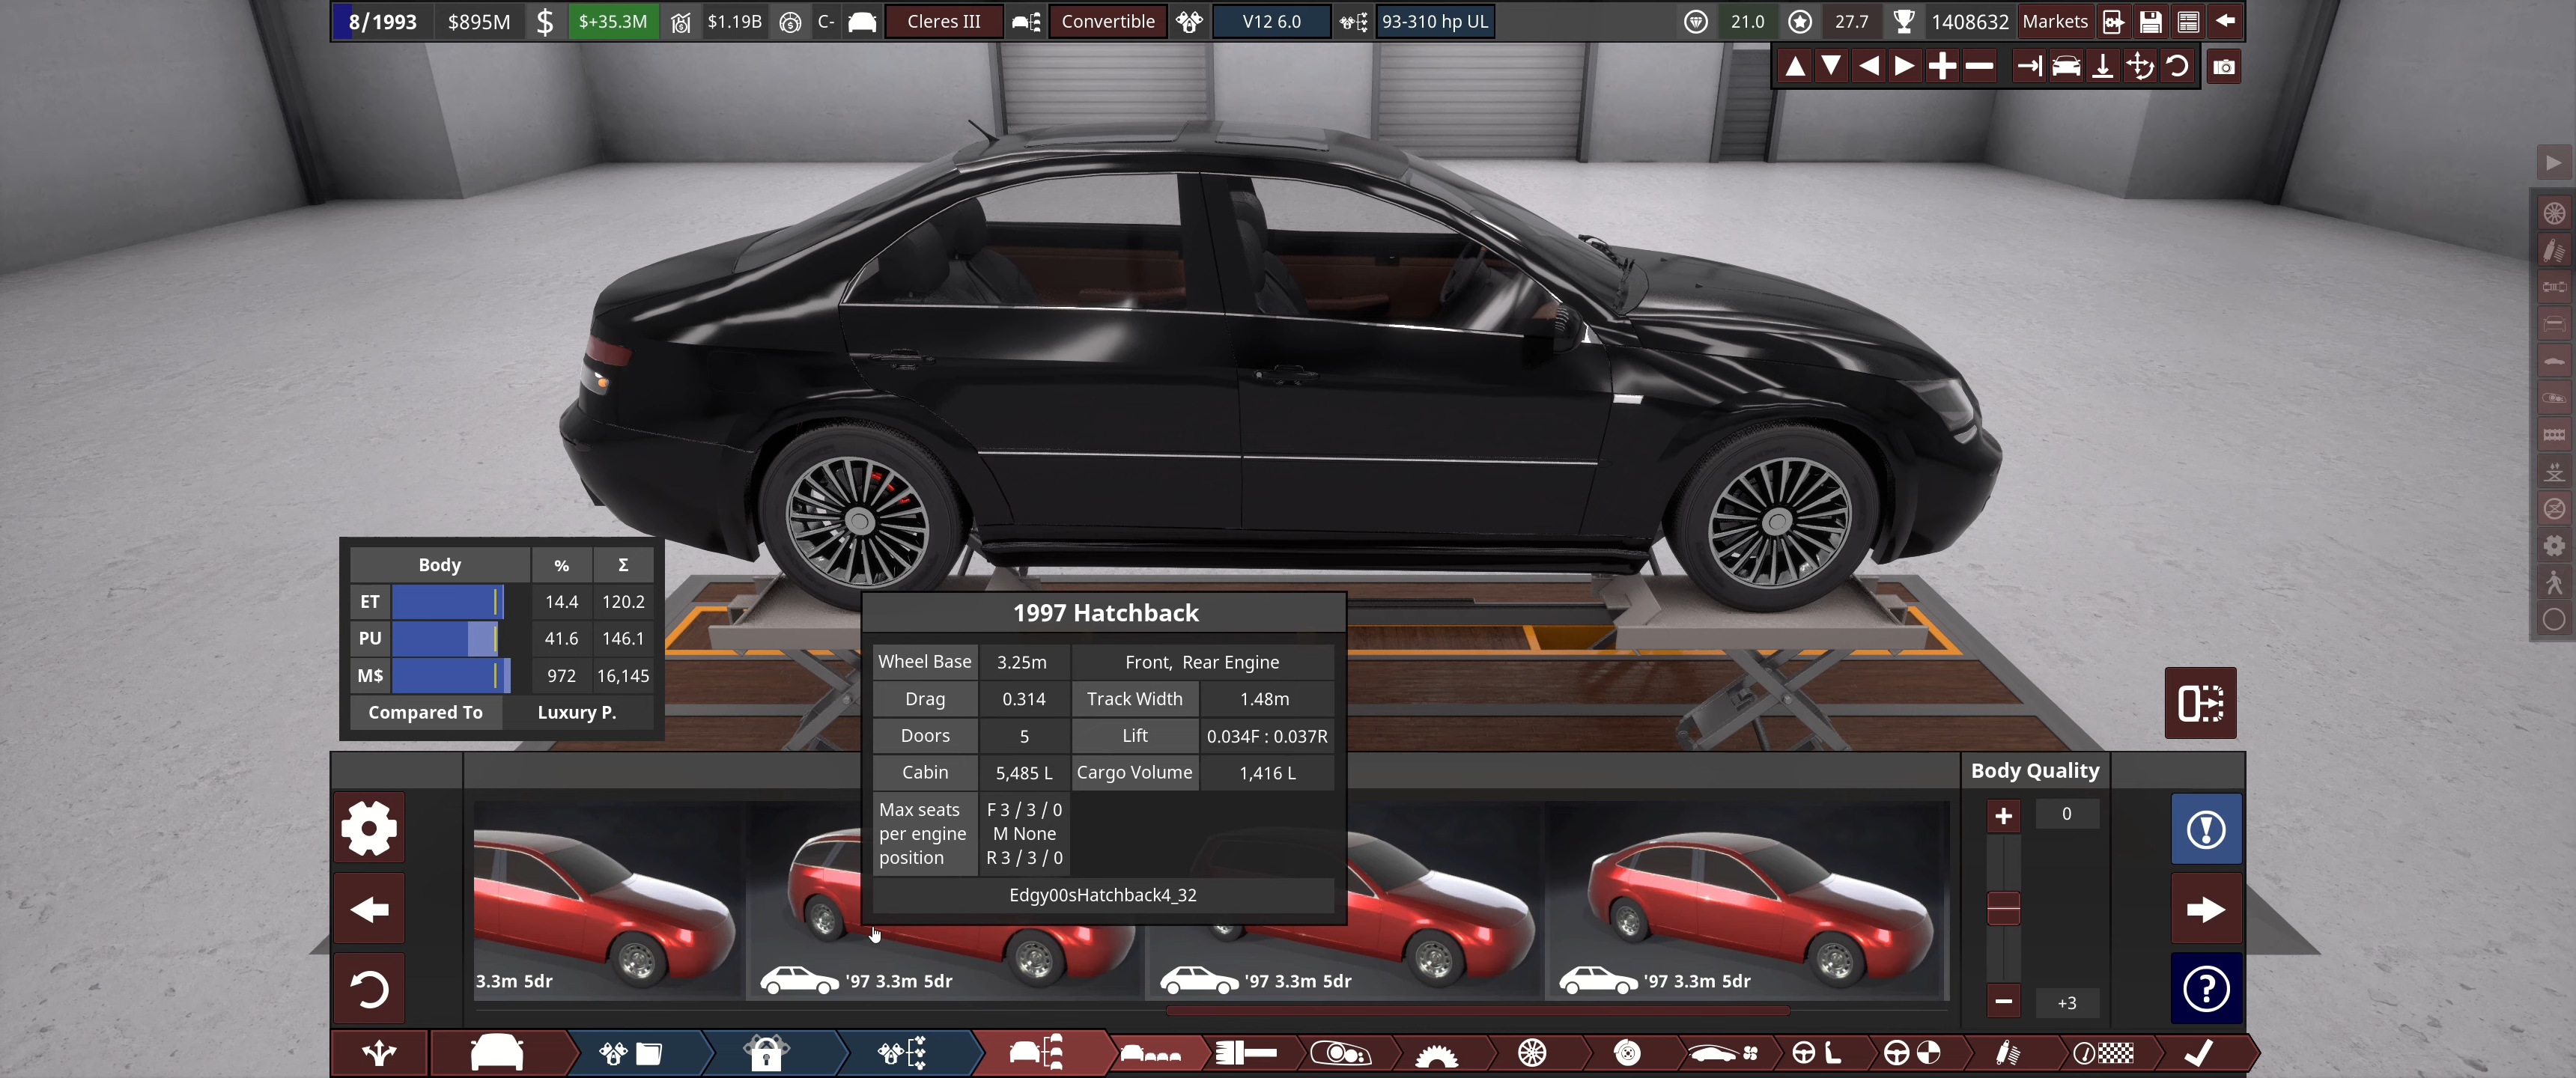 8/1993 $895M $ $+35.3M $1.19B C- Cleres III Convertible V12 6.0 93-310 hp UL 21.0 27.7 1408632 Markets
Body % Σ
ET 14.4 120.2
PU 41.6 146.1
M$ 972 16,145
Compared To Luxury P.
1997 Hatchback
Wheel Base 3.25m Front, Rear Engine
Drag 0.314 Track Width 1.48m
Doors 5 Lift 0.034F : 0.037R
Cabin 5,485 L Cargo Volume 1,416 L
Max seats per engine position
F 3 / 3 / 0
M None
R 3 / 3 / 0
Edgy00sHatchback4_32
Body Quality
0
+3
3.3m 5dr
'97 3.3m 5dr
'97 3.3m 5dr
'97 3.3m 5dr